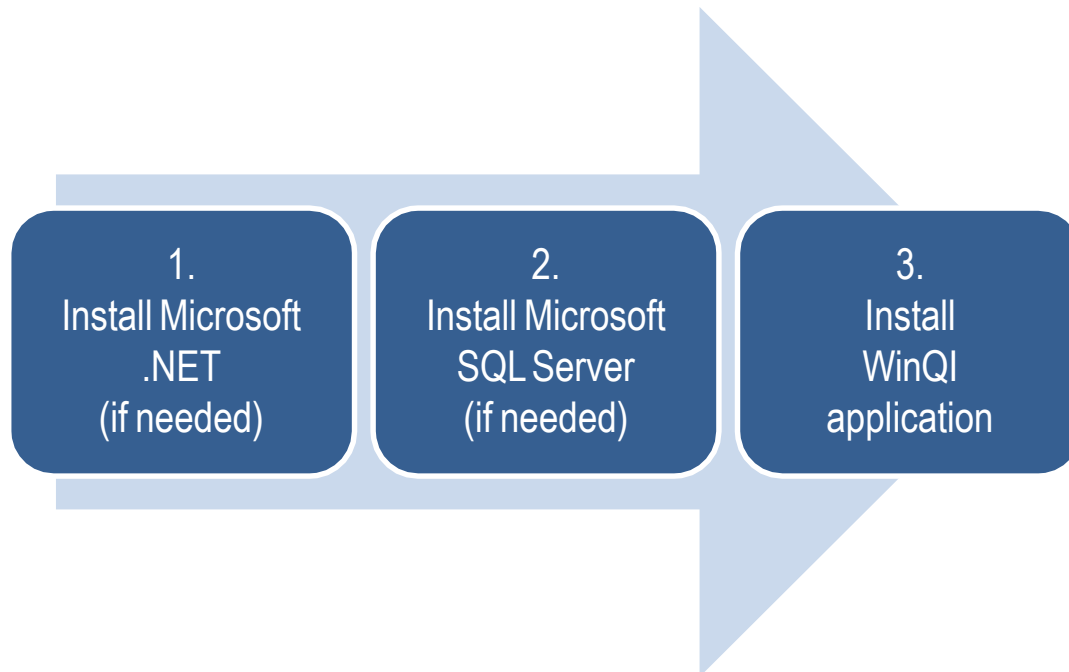 1.
Install Microsoft
.NET
(if needed)
2.
Install Microsoft
SQL Server
(if needed)
3.
Install
WinQI
application